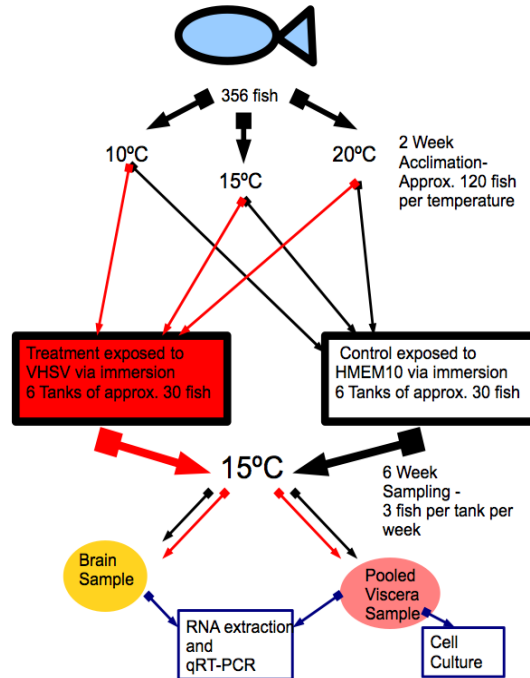 356 fish
10ºC
15ºC
20ºC
2 Week
Acclimation-
Approx. 120 fish
per temperature
Treatment exposed to
VHSV via immersion
6 Tanks of approx. 30 fish
Control exposed to
HMEM10 via immersion
6 Tanks of approx. 30 fish
15ºC
6 Week
Sampling -
3 fish per tank per
week
Brain
Sample
Pooled
Viscera
Sample
RNA extraction
and
qRT-PCR
Cell
Culture